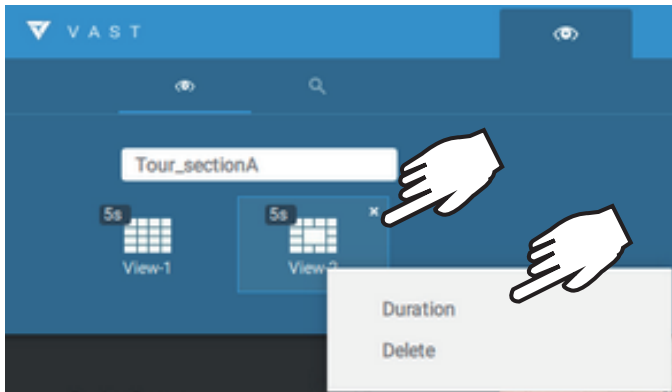 VAST
Tour_sectionA
5s
5s
View-1
View-2
Duration
Delete